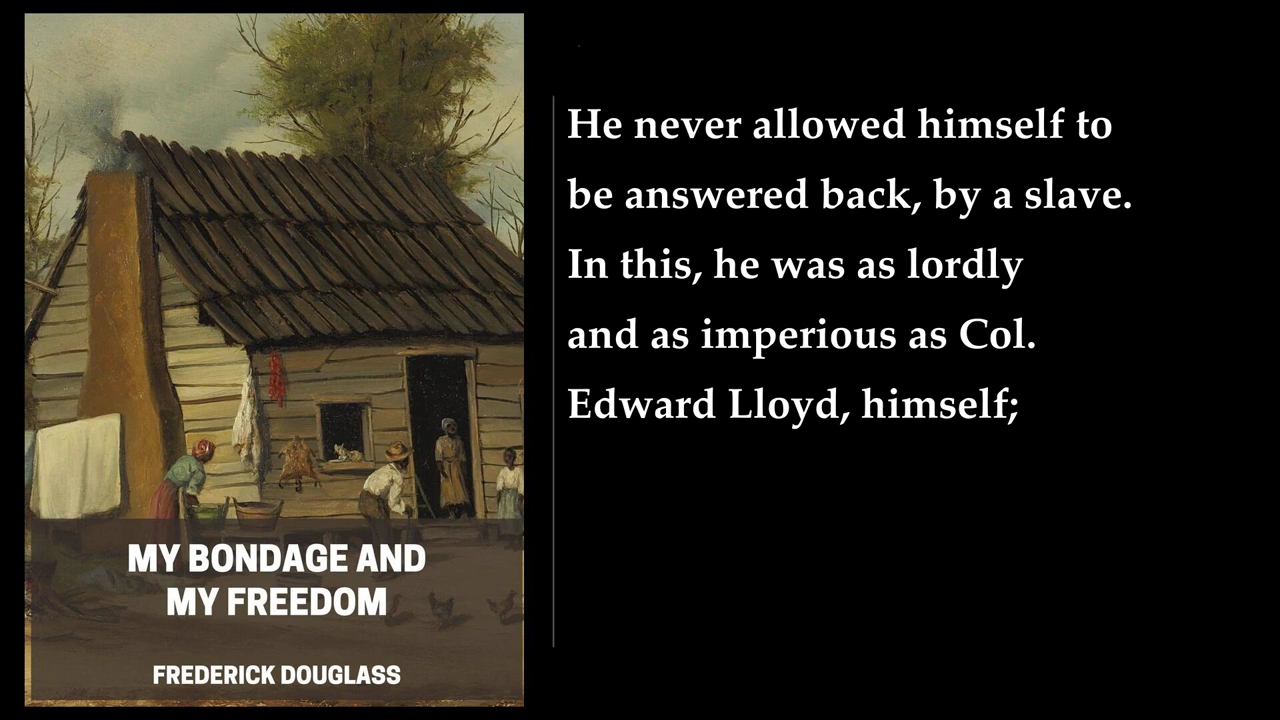 He never allowed himself to
be answered back, by a slave.
In this, he was as lordly
and as imperious as Col.
Edward Lloyd, himself;
MY BONDAGE AND
MY FREEDOM
FREDERICK DOUGLASS